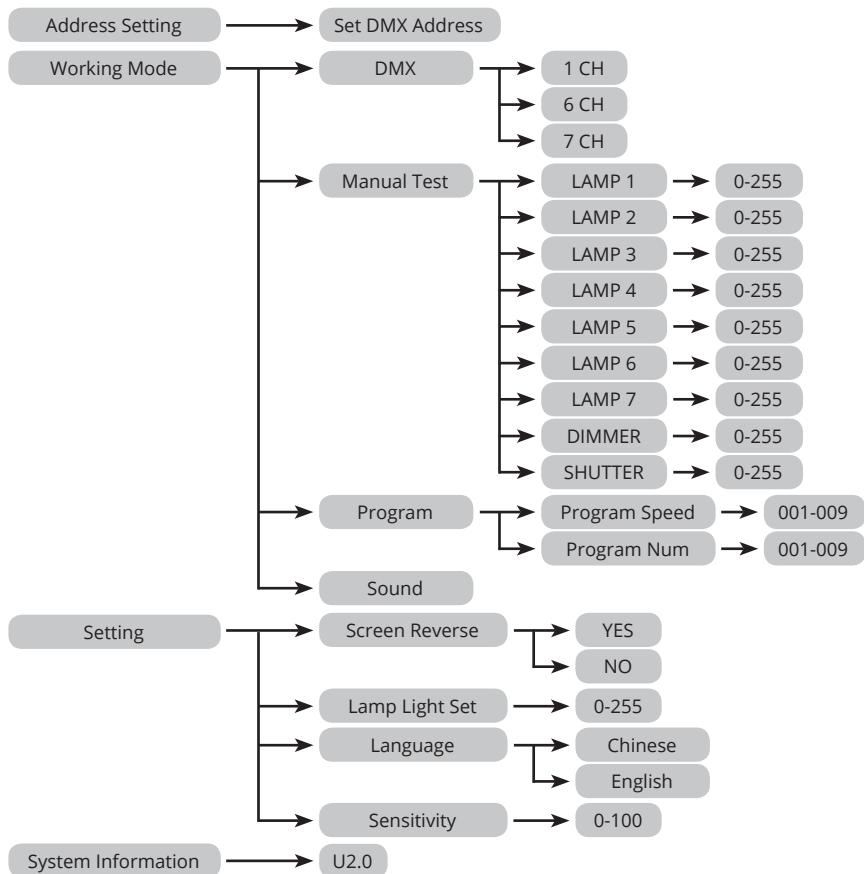 Address Setting Set DMX Address
Working Mode DMX 1 CH
6 CH
7 CH
Manual Test LAMP 1 0-255
LAMP 2 0-255
LAMP 3 0-255
LAMP 4 0-255
LAMP 5 0-255
LAMP 6 0-255
LAMP 7 0-255
DIMMER 0-255
SHUTTER 0-255
Program Program Speed 001-009
Program Num 001-009
Sound
Setting Screen Reverse YES
NO
Lamp Light Set 0-255
Language Chinese
English
Sensitivity 0-100
System Information U2.0